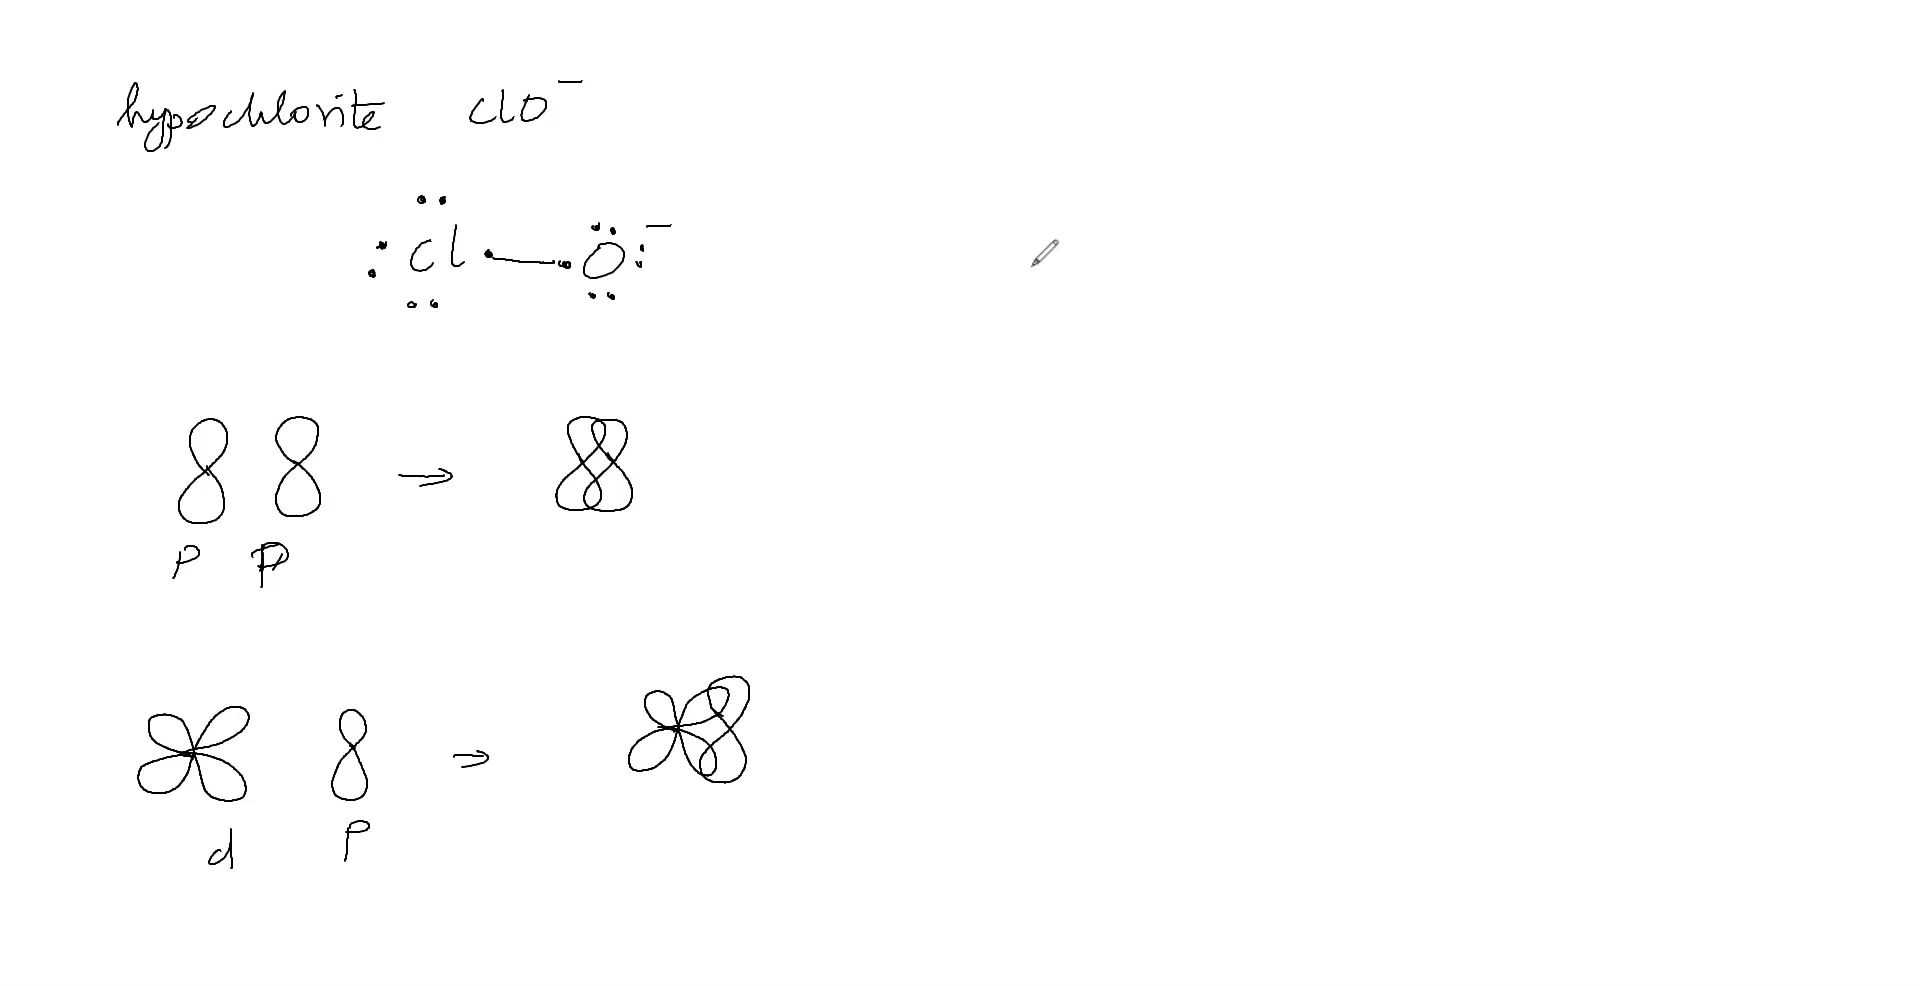 hypochlorite ClO⁻
Cl — O⁻
P P
d P